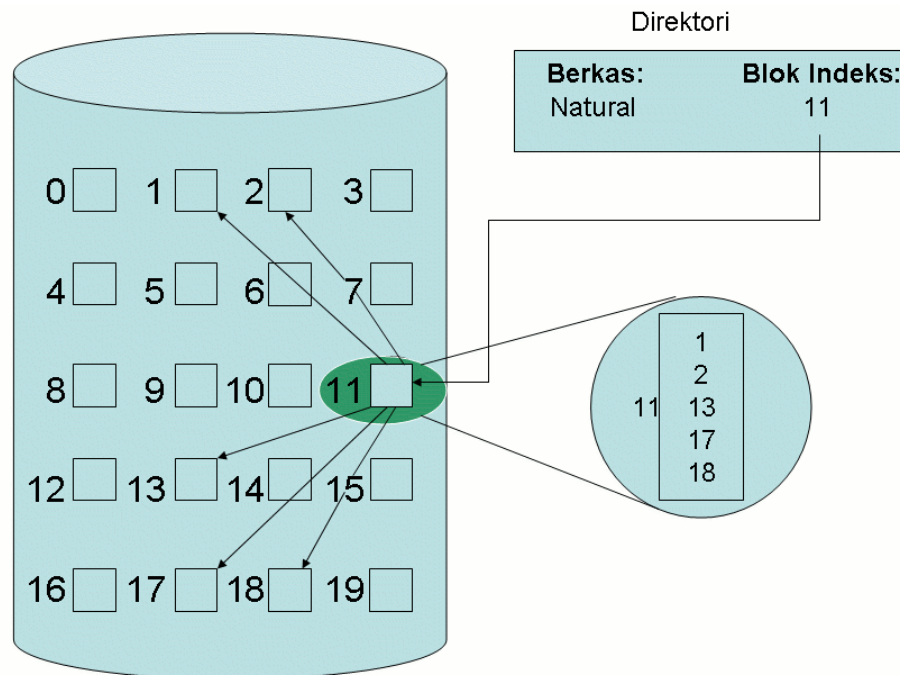 Direktori
Berkas: Blok Indeks:
Natural 11
0 1 2 3
4 5 6 7
8 9 10 11
12 13 14 15
16 17 18 19
1
2
11 13
17
18